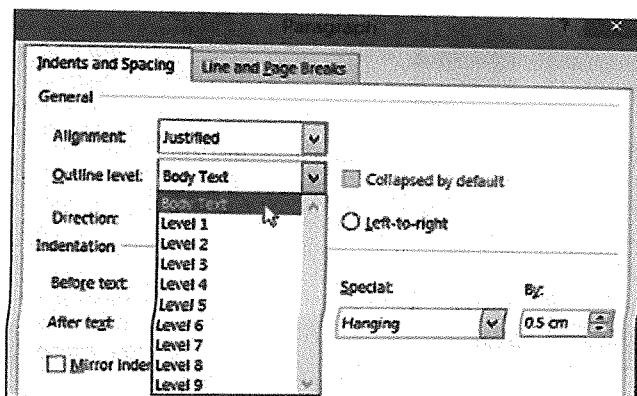 Paragraph ? ×
Indents and Spacing Line and Page Breaks
General
Alignment: Justified
Outline level: Body Text Collapsed by default
Body Text
Direction: Level 1 Left-to-right
Indentation Level 2
Level 3
Before text: Level 4 Special: By:
Level 5
After text: Level 6 Hanging 0.5 cm
Level 7
Mirror inden Level 8
Level 9